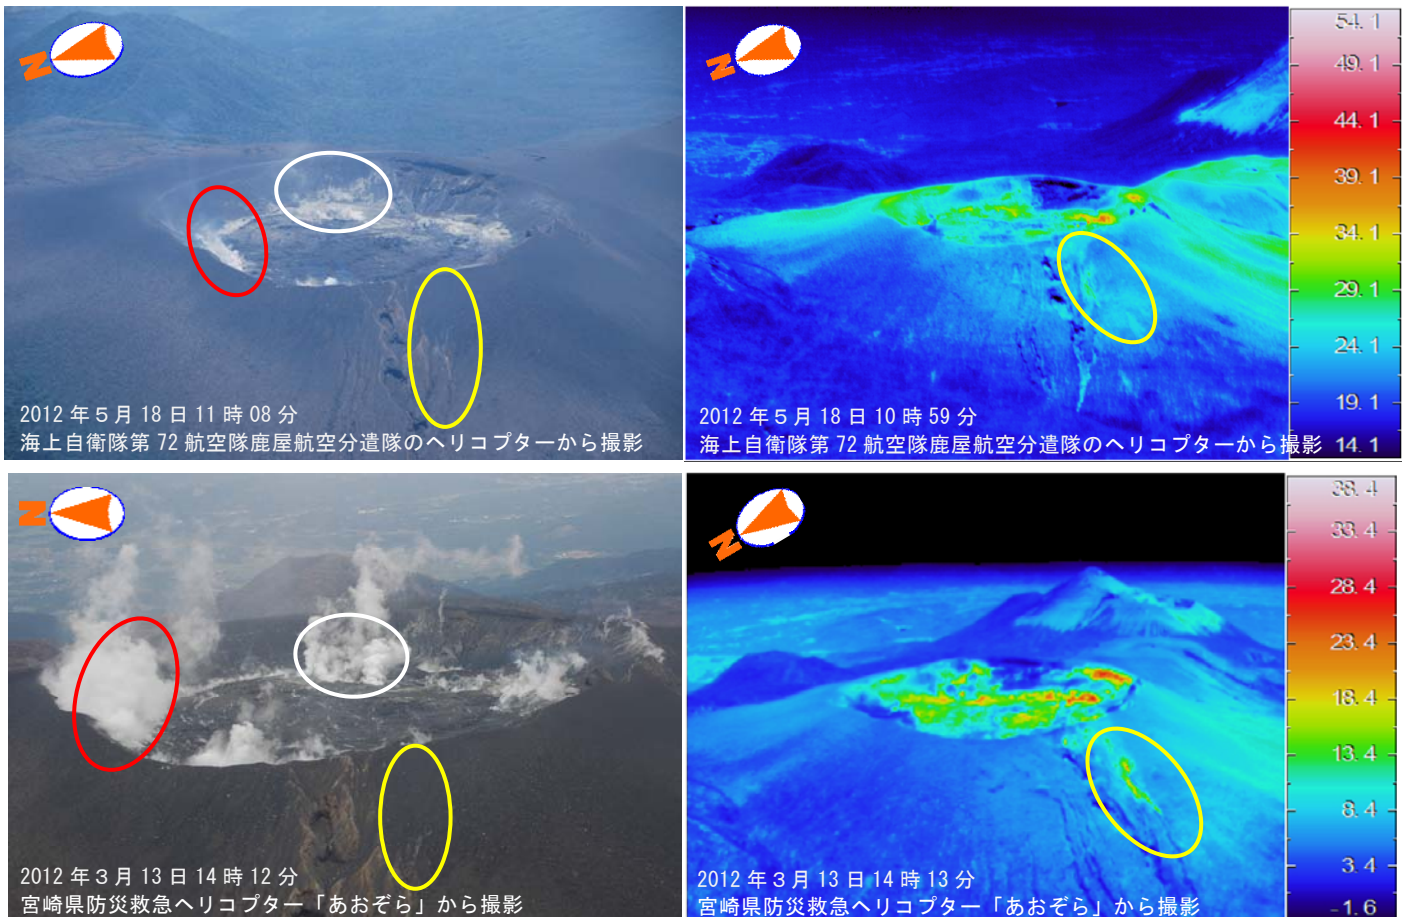 N
2012年5月18日11時08分
海上自衛隊第72航空隊鹿屋航空分遣隊のヘリコプターから撮影
N
2012年5月18日10時59分
海上自衛隊第72航空隊鹿屋航空分遣隊のヘリコプターから撮影
54.1
49.1
44.1
39.1
34.1
29.1
24.1
19.1
14.1
N
2012年3月13日14時12分
宮崎県防災救急ヘリコプター「あおぞら」から撮影
N
2012年3月13日14時13分
宮崎県防災救急ヘリコプター「あおぞら」から撮影
38.4
33.4
28.4
23.4
18.4
13.4
8.4
3.4
-1.6